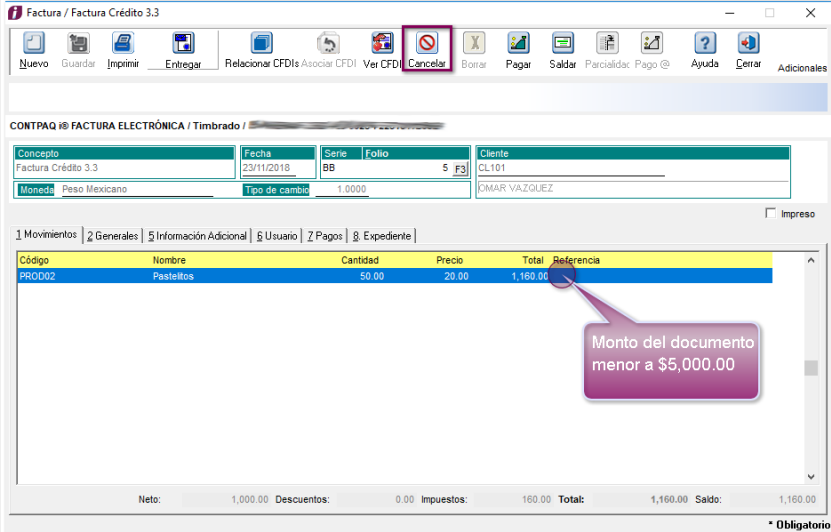 Factura / Factura Crédito 3.3
Nuevo Guardar Imprimir Entregar Relacionar CFDIs Asociar CFDI Ver CFDI Cancelar Borrar Pagar Saldar Parcialidac Pago @ Ayuda Cerrar Adicionales
CONTPAQ i® FACTURA ELECTRÓNICA / Timbrado /
Concepto Fecha Serie Folio Cliente
Factura Crédito 3.3 23/11/2018 BB 5 F3 CL101
Moneda Peso Mexicano Tipo de cambio 1.0000 OMAR VAZQUEZ
Impreso
1 Movimientos 2 Generales 5 Información Adicional 6 Usuario 7 Pagos 8. Expediente
Código Nombre Cantidad Precio Total Referencia
PROD02 Pastelitos 50.00 20.00 1,160.00
Monto del documento
menor a $5,000.00
Neto: 1,000.00 Descuentos: 0.00 Impuestos: 160.00 Total: 1,160.00 Saldo: 1,160.00
* Obligatorio